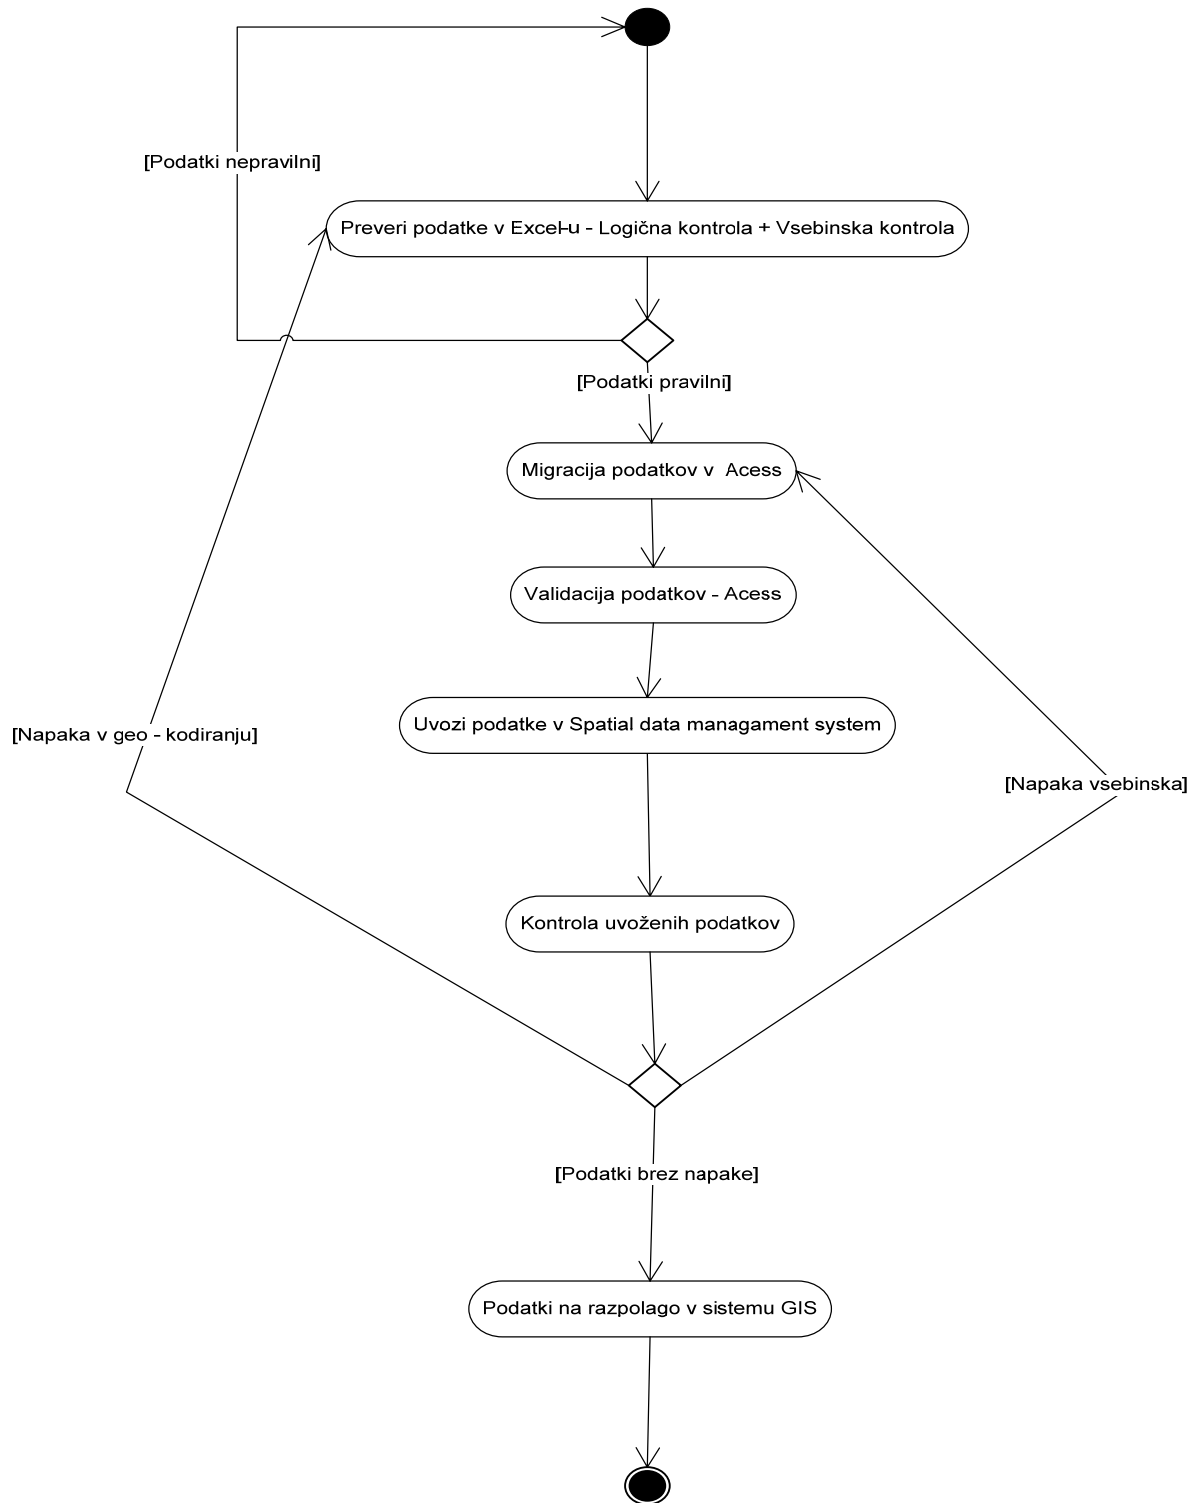 [Podatki nepravilni]
Preveri podatke v Excel-u - Logična kontrola + Vsebinska kontrola
[Podatki pravilni]
Migracija podatkov v Acess
Validacija podatkov - Acess
Uvozi podatke v Spatial data managament system
[Napaka v geo - kodiranju]
[Napaka vsebinska]
Kontrola uvoženih podatkov
[Podatki brez napake]
Podatki na razpolago v sistemu GIS